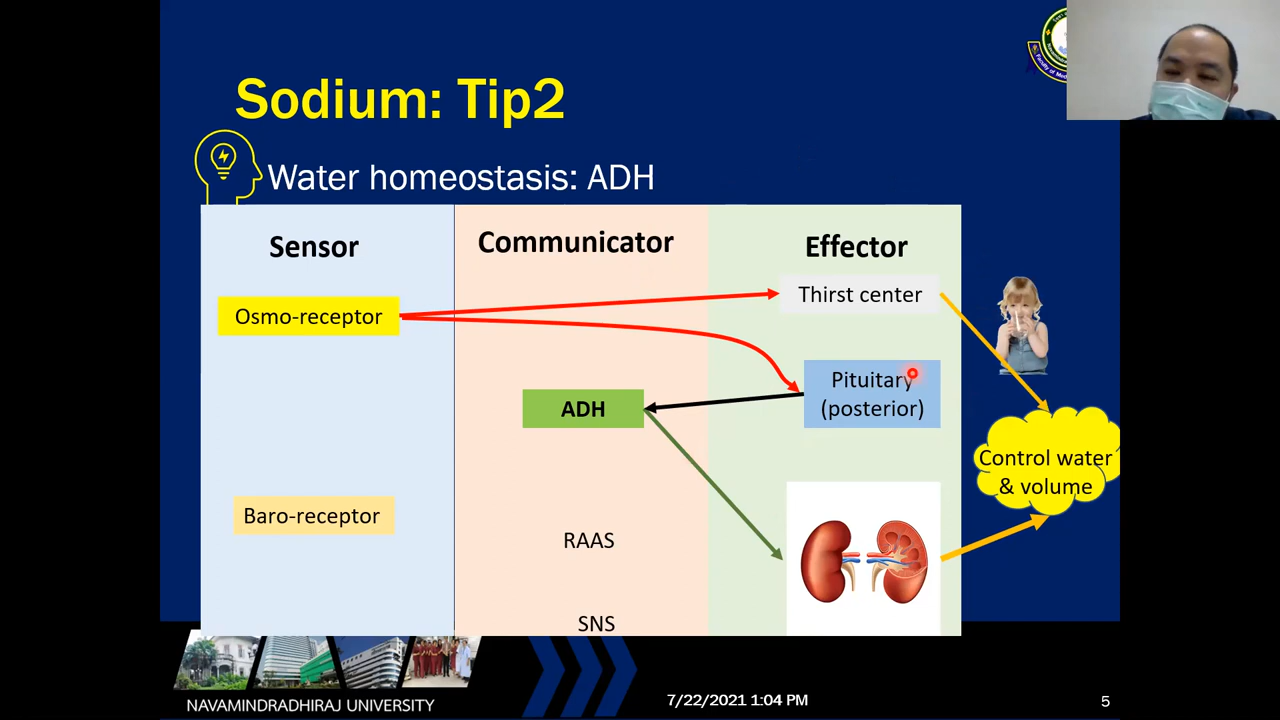 Sodium: Tip2
Water homeostasis: ADH
Sensor
Communicator
Effector
Osmo-receptor
Thirst center
Pituitary
(posterior)
ADH
Control water
& volume
Baro-receptor
RAAS
SNS
NAVAMINDRADHIRAJ UNIVERSITY
7/22/2021 1:04 PM
5